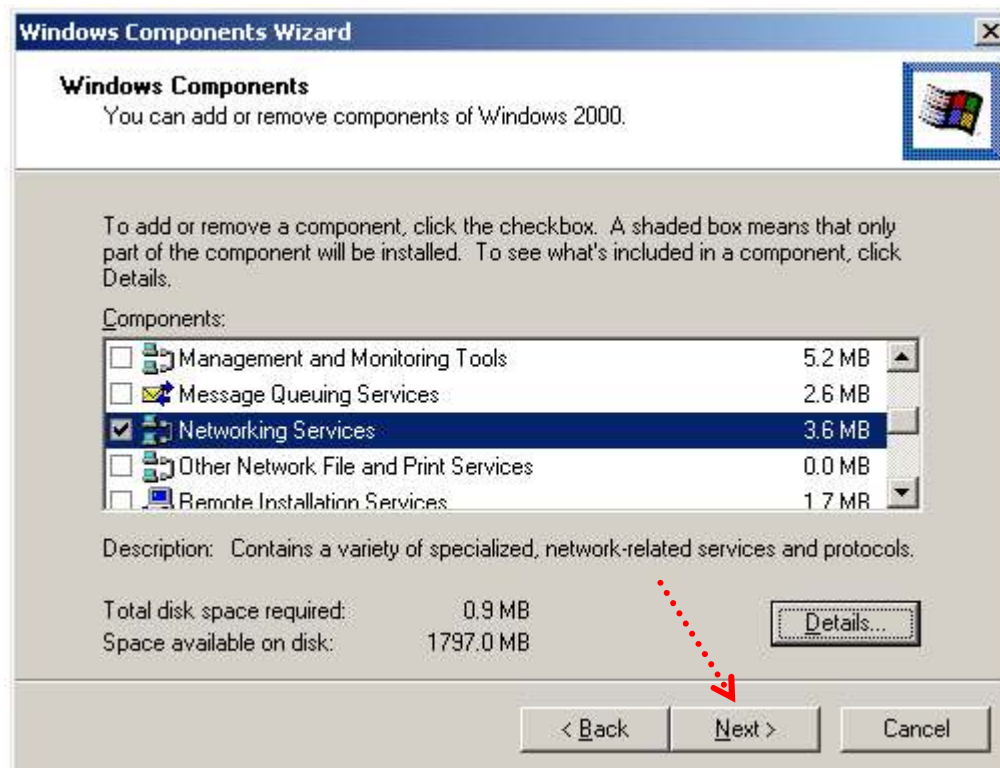 Windows Components Wizard
Windows Components
You can add or remove components of Windows 2000.
To add or remove a component, click the checkbox. A shaded box means that only
part of the component will be installed. To see what's included in a component, click
Details.
Components:
Management and Monitoring Tools 5.2 MB
Message Queuing Services 2.6 MB
Networking Services 3.6 MB
Other Network File and Print Services 0.0 MB
Remote Installation Services 1.7 MB
Description: Contains a variety of specialized, network-related services and protocols.
Total disk space required: 0.9 MB
Details...
Space available on disk: 1797.0 MB
< Back Next > Cancel